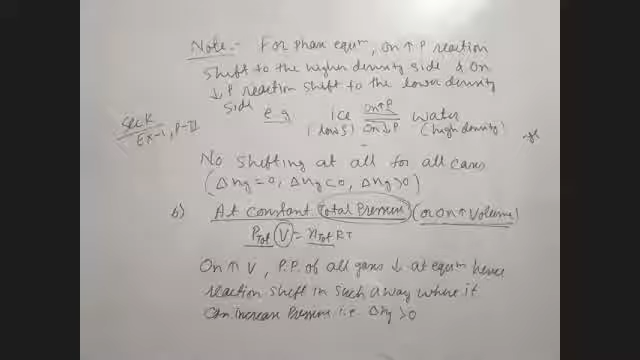 Note:- For phase equm, on ↑ P reaction
shift to the higher density side & on
↓ P reaction shift to the lower density
side e.g ice ⇌ water
on ↑P
on ↓P
(low ρ) (high density)
Sec K
Ex-1, P-II
No shifting at all for all cases
(Δng=0, Δng<0, Δng>0)
b) At constant Total Pressure (or on ↑ Volume)
PTot V = nTot RT
On ↑ V, P.P. of all gases ↓ at equm hence
reaction shift in such a way where it
can increase Pressure i.e. Δng >0